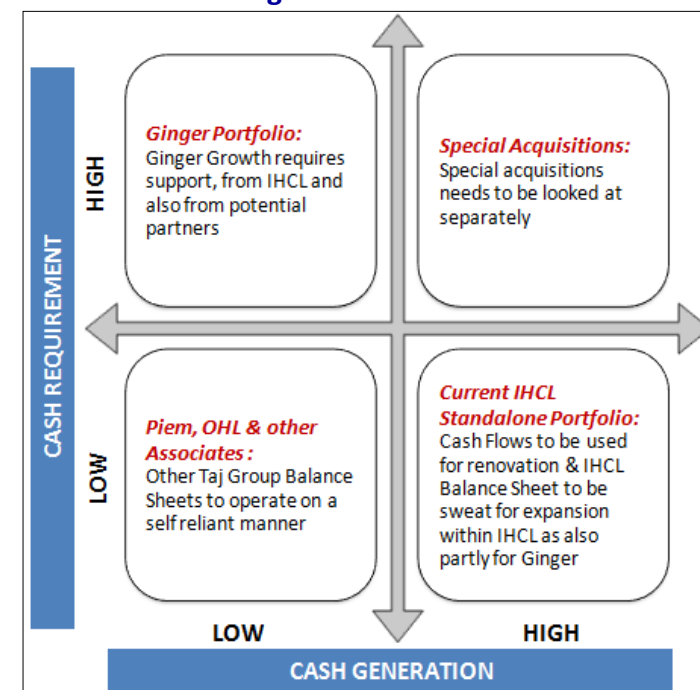 CASH REQUIREMENT
HIGH
Ginger Portfolio:
Ginger Growth requires
support, from IHCL and
also from potential
partners
Special Acquisitions:
Special acquisitions
needs to be looked at
separately
LOW
Piem, OHL & other
Associates :
Other Taj Group Balance
Sheets to operate on a
self reliant manner
Current IHCL
Standalone Portfolio:
Cash Flows to be used
for renovation & IHCL
Balance Sheet to be
sweat for expansion
within IHCL as also
partly for Ginger
LOW
HIGH
CASH GENERATION